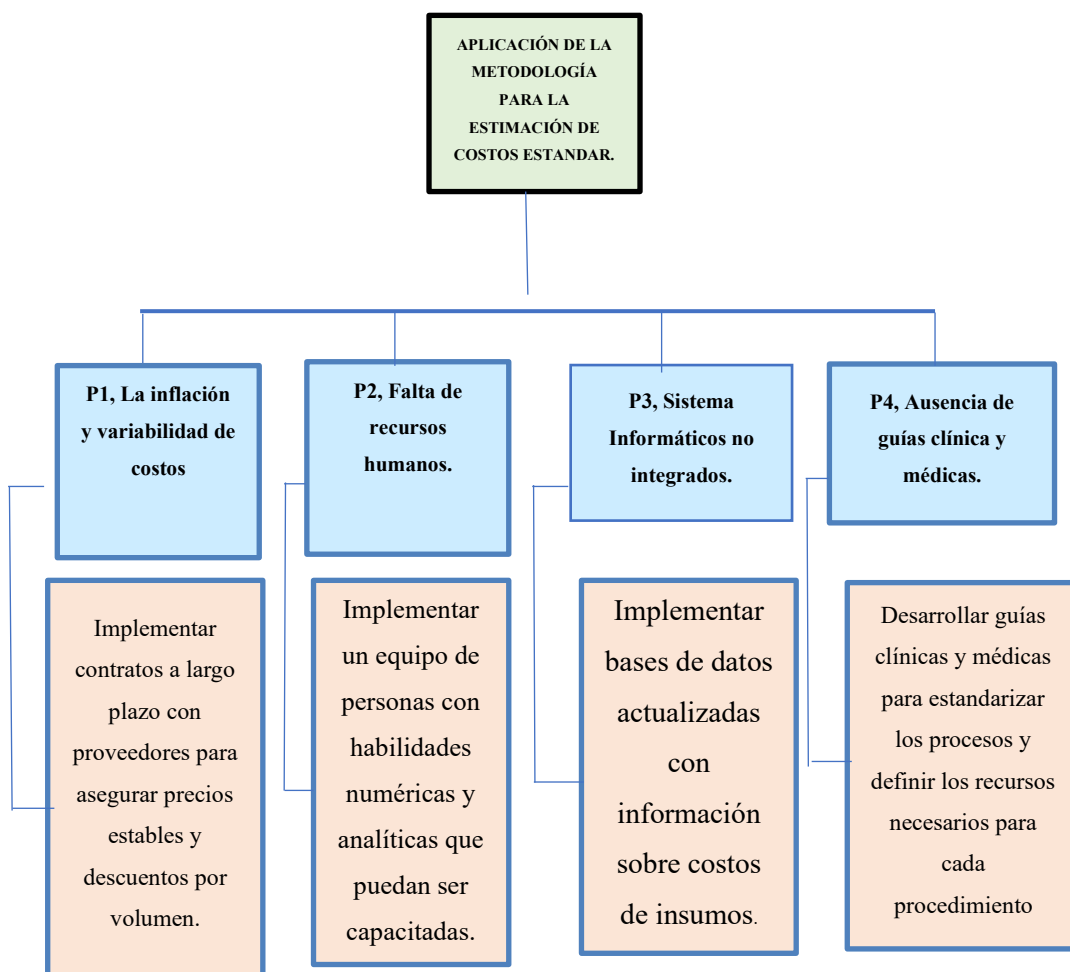 APLICACIÓN DE LA
METODOLOGÍA
PARA LA
ESTIMACIÓN DE
COSTOS ESTANDAR.
P1, La inflación
y variabilidad de
costos
P2, Falta de
recursos
humanos.
P3, Sistema
Informáticos no
integrados.
P4, Ausencia de
guías clínica y
médicas.
Implementar
contratos a largo
plazo con
proveedores para
asegurar precios
estables y
descuentos por
volumen.
Implementar
un equipo de
personas con
habilidades
numéricas y
analíticas que
puedan ser
capacitadas.
Implementar
bases de datos
actualizadas
con
información
sobre costos
de insumos.
Desarrollar guías
clínicas y médicas
para estandarizar
los procesos y
definir los recursos
necesarios para
cada
procedimiento